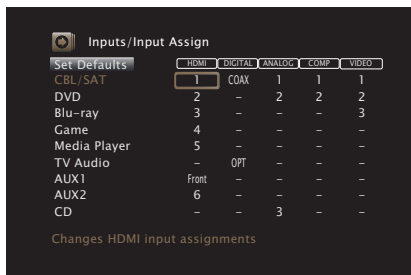 Inputs/Input Assign
Set Defaults HDMI DIGITAL ANALOG COMP VIDEO
CBL/SAT 1 COAX 1 1 1
DVD 2 – 2 2 2
Blu-ray 3 – – – 3
Game 4 – – – –
Media Player 5 – – – –
TV Audio – OPT – – –
AUX1 Front – – – –
AUX2 6 – – – –
CD – – 3 – –
Changes HDMI input assignments